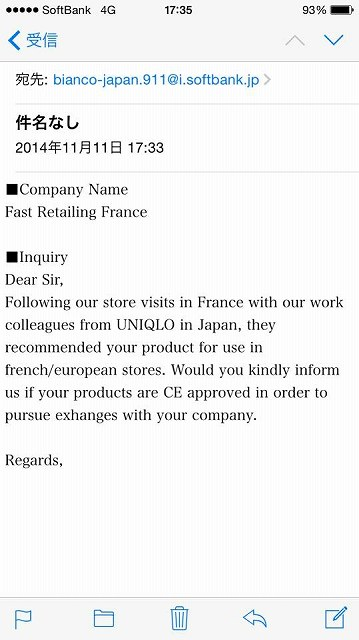 ●●●●● SoftBank 4G 17:35 93%
受信
宛先: bianco-japan.911@i.softbank.jp
件名なし
2014年11月11日 17:33
■Company Name
Fast Retailing France
■Inquiry
Dear Sir,
Following our store visits in France with our work
colleagues from UNIQLO in Japan, they
recommended your product for use in
french/european stores. Would you kindly inform
us if your products are CE approved in order to
pursue exhanges with your company.
Regards,